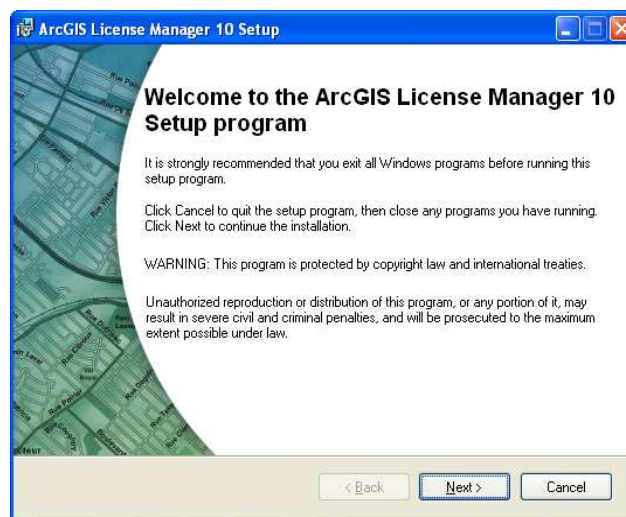 ArcGIS License Manager 10 Setup
Welcome to the ArcGIS License Manager 10
Setup program
It is strongly recommended that you exit all Windows programs before running this
setup program.
Click Cancel to quit the setup program, then close any programs you have running.
Click Next to continue the installation.
WARNING: This program is protected by copyright law and international treaties.
Unauthorized reproduction or distribution of this program, or any portion of it, may
result in severe civil and criminal penalties, and will be prosecuted to the maximum
extent possible under law.
< Back
Next >
Cancel